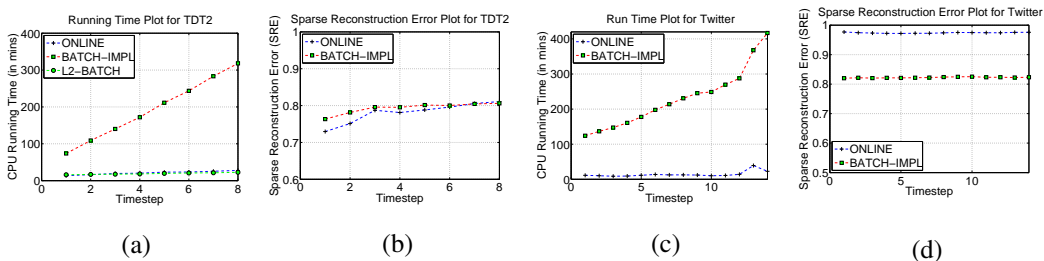 Running Time Plot for TDT2
CPU Running Time (in mins)
400
300
200
100
0
ONLINE
BATCH-IMPL
L2-BATCH
0
2
4
6
8
Timestep
(a)
Sparse Reconstruction Error Plot for TDT2
Sparse Reconstruction Error (SRE)
1
0.9
0.8
0.7
0.6
ONLINE
BATCH-IMPL
0
2
4
6
8
Timestep
(b)
Run Time Plot for Twitter
CPU Running Time (in mins)
400
300
200
100
0
ONLINE
BATCH-IMPL
0
5
10
Timestep
(c)
Sparse Reconstruction Error Plot for Twitter
Sparse Reconstruction Error (SRE)
1
0.9
0.8
0.7
0.6
0.5
ONLINE
BATCH-IMPL
0
5
10
Timestep
(d)